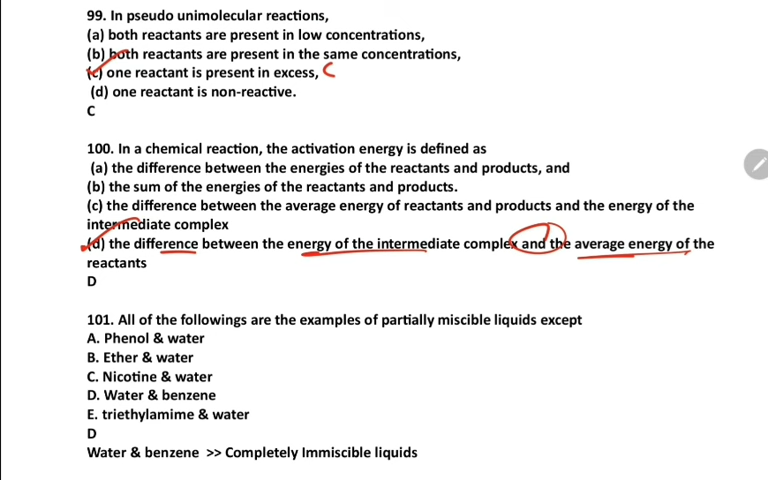 99. In pseudo unimolecular reactions,
(a) both reactants are present in low concentrations,
(b) both reactants are present in the same concentrations,
(c) one reactant is present in excess, C
(d) one reactant is non-reactive.
C
100. In a chemical reaction, the activation energy is defined as
(a) the difference between the energies of the reactants and products, and
(b) the sum of the energies of the reactants and products.
(c) the difference between the average energy of reactants and products and the energy of the
intermediate complex
(d) the difference between the energy of the intermediate complex and the average energy of the
reactants
D
101. All of the followings are the examples of partially miscible liquids except
A. Phenol & water
B. Ether & water
C. Nicotine & water
D. Water & benzene
E. triethylamime & water
D
Water & benzene >> Completely Immiscible liquids